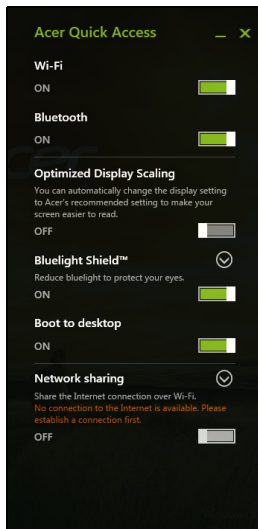 Acer Quick Access
Wi-Fi
ON
Bluetooth
ON
Optimized Display Scaling
You can automatically change the display setting
to Acer's recommended setting to make your
screen easier to read.
OFF
Bluelight Shield™
Reduce bluelight to protect your eyes.
ON
Boot to desktop
ON
Network sharing
Share the Internet connection over Wi-Fi.
No connection to the Internet is available. Please
establish a connection first.
OFF